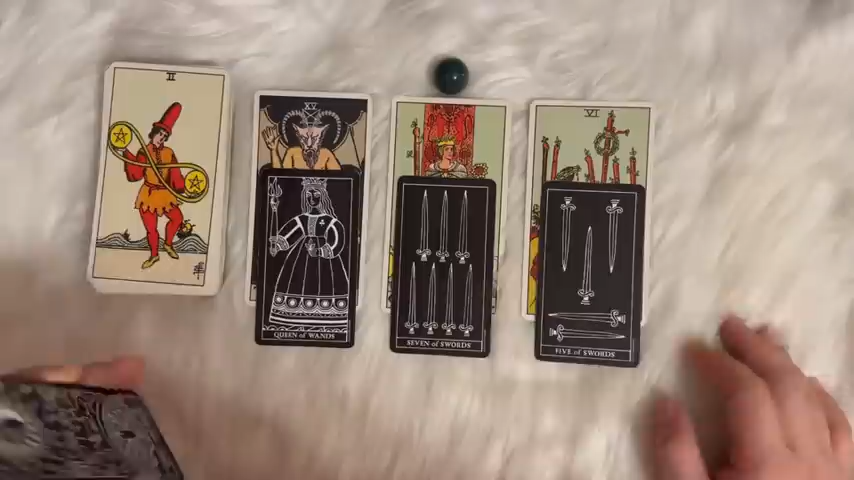 II
XV
VI
QUEEN of WANDS
SEVEN of SWORDS
FIVE of SWORDS